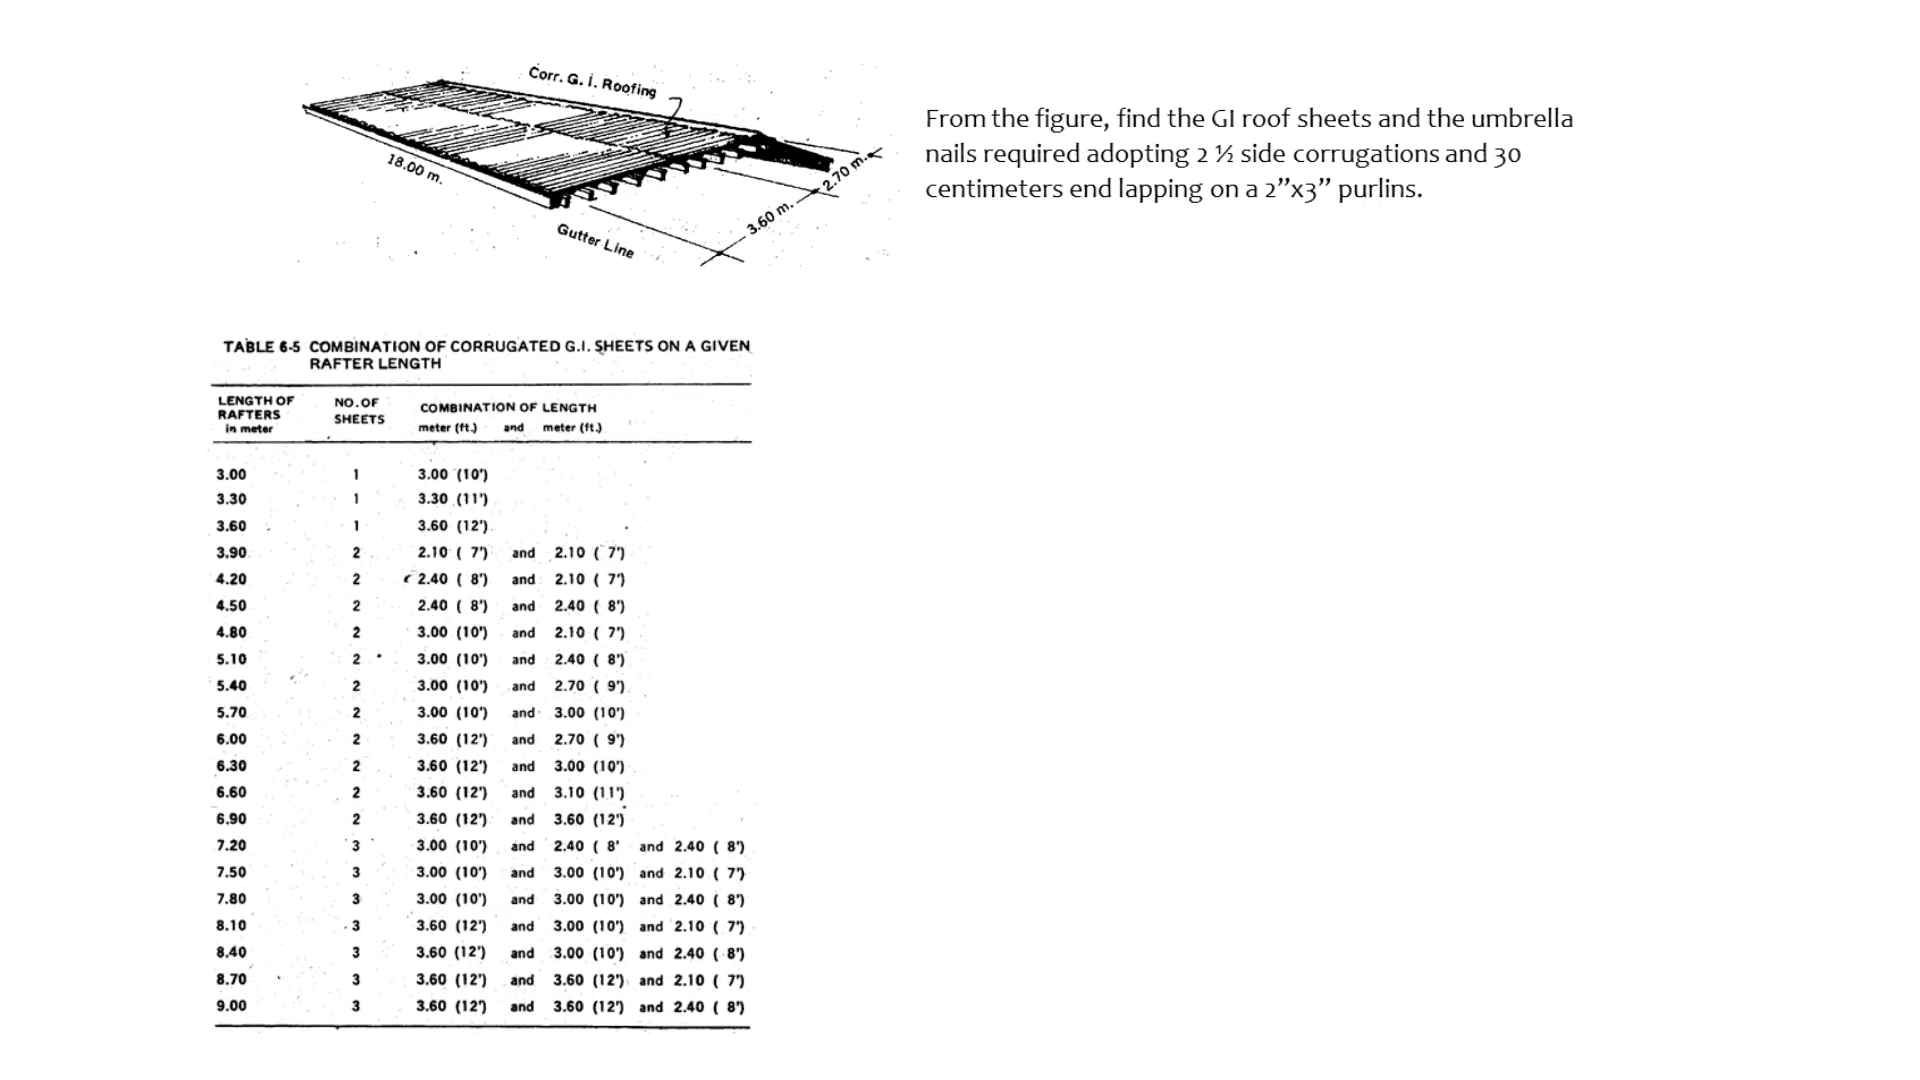 Corr. G. I. Roofing
18.00 m.
2.70 m.
3.60 m.
Gutter Line
From the figure, find the GI roof sheets and the umbrella
nails required adopting 2 ½ side corrugations and 30
centimeters end lapping on a 2”x3” purlins.
TABLE 6-5 COMBINATION OF CORRUGATED G.I. SHEETS ON A GIVEN
RAFTER LENGTH
LENGTH OF RAFTERS in meter NO. OF SHEETS COMBINATION OF LENGTH
meter (ft.) and meter (ft.)
3.00 1 3.00 (10')
3.30 1 3.30 (11')
3.60 1 3.60 (12')
3.90 2 2.10 ( 7') and 2.10 ( 7')
4.20 2 2.40 ( 8') and 2.10 ( 7')
4.50 2 2.40 ( 8') and 2.40 ( 8')
4.80 2 3.00 (10') and 2.10 ( 7')
5.10 2 3.00 (10') and 2.40 ( 8')
5.40 2 3.00 (10') and 2.70 ( 9')
5.70 2 3.00 (10') and 3.00 (10')
6.00 2 3.60 (12') and 2.70 ( 9')
6.30 2 3.60 (12') and 3.00 (10')
6.60 2 3.60 (12') and 3.10 (11')
6.90 2 3.60 (12') and 3.60 (12')
7.20 3 3.00 (10') and 2.40 ( 8' and 2.40 ( 8')
7.50 3 3.00 (10') and 3.00 (10') and 2.10 ( 7')
7.80 3 3.00 (10') and 3.00 (10') and 2.40 ( 8')
8.10 3 3.60 (12') and 3.00 (10') and 2.10 ( 7')
8.40 3 3.60 (12') and 3.00 (10') and 2.40 ( 8')
8.70 3 3.60 (12') and 3.60 (12') and 2.10 ( 7')
9.00 3 3.60 (12') and 3.60 (12') and 2.40 ( 8')